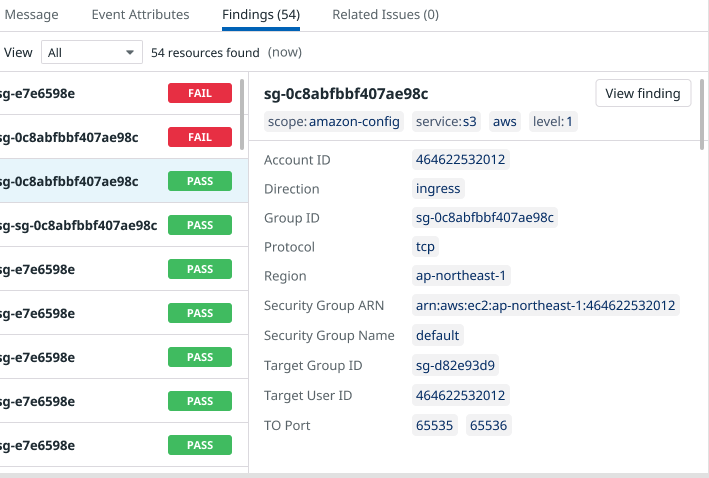 Message Event Attributes Findings (54) Related Issues (0)
View All 54 resources found (now)
sg-e7e6598e FAIL
sg-0c8abfbbf407ae98c FAIL
sg-0c8abfbbf407ae98c PASS
sg-sg-0c8abfbbf407ae98c PASS
sg-e7e6598e PASS
sg-e7e6598e PASS
sg-e7e6598e PASS
sg-e7e6598e PASS
sg-e7e6598e PASS
sg-0c8abfbbf407ae98c View finding
scope:amazon-config service:s3 aws level:1
Account ID 464622532012
Direction ingress
Group ID sg-0c8abfbbf407ae98c
Protocol tcp
Region ap-northeast-1
Security Group ARN arn:aws:ec2:ap-northeast-1:464622532012
Security Group Name default
Target Group ID sg-d82e93d9
Target User ID 464622532012
TO Port 65535 65536